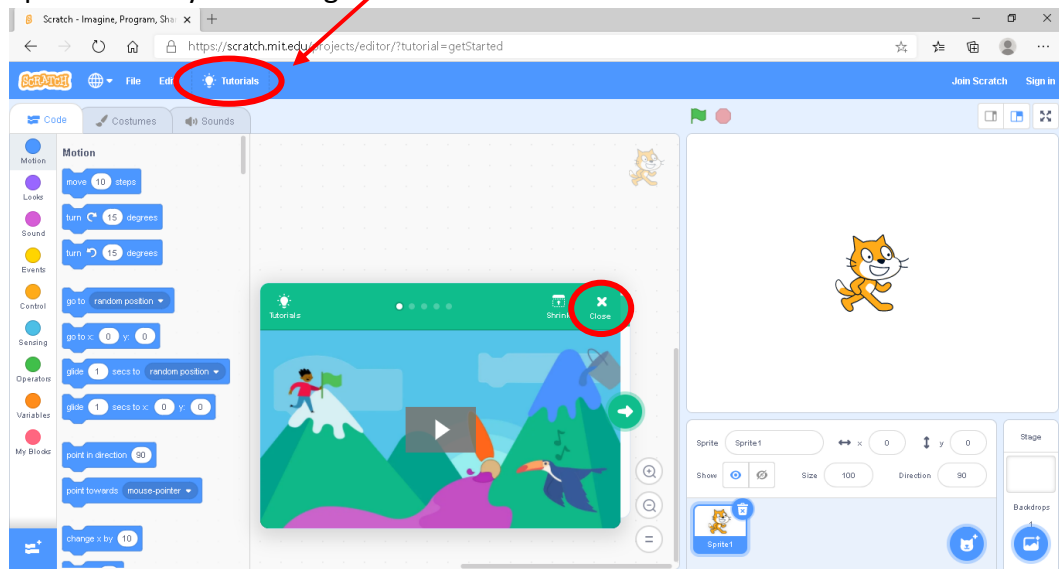 Scratch - Imagine, Program, Sha
https://scratch.mit.edu/projects/editor/?tutorial=getStarted
SCRATCH File Edi Tutorials Join Scratch Sign in
Code Costumes Sounds
Motion
Looks
Sound
Events
Control
Sensing
Operators
Variables
My Blocks
Motion
move 10 steps
turn 15 degrees
turn 15 degrees
go to random position
go to x: 0 y: 0
glide 1 secs to random position
glide 1 secs to x: 0 y: 0
point in direction 90
point towards mouse-pointer
change x by 10
Tutorials Shrink Close
Sprite Sprite1 x 0 y 0
Show Size 100 Direction 90
Sprite1
Stage
Backdrops
1